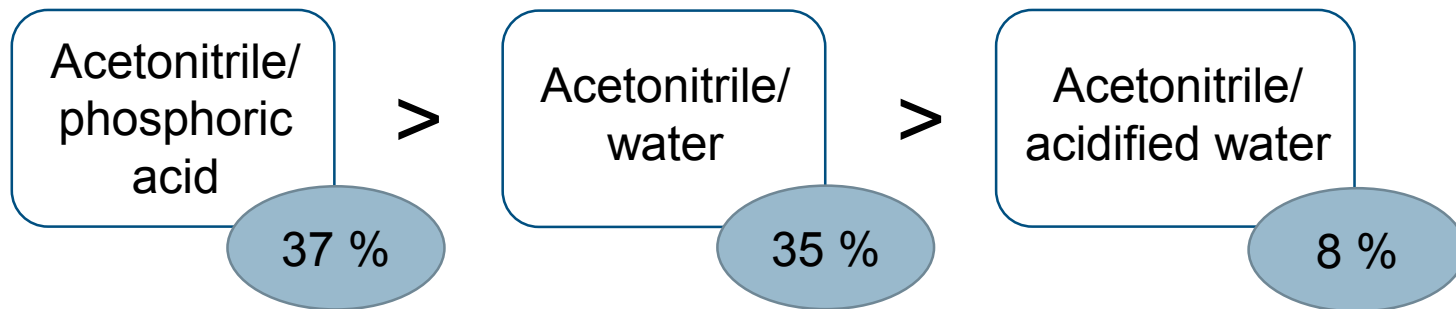 Acetonitrile/
phosphoric
acid
37 %
>
Acetonitrile/
water
35 %
>
Acetonitrile/
acidified water
8 %